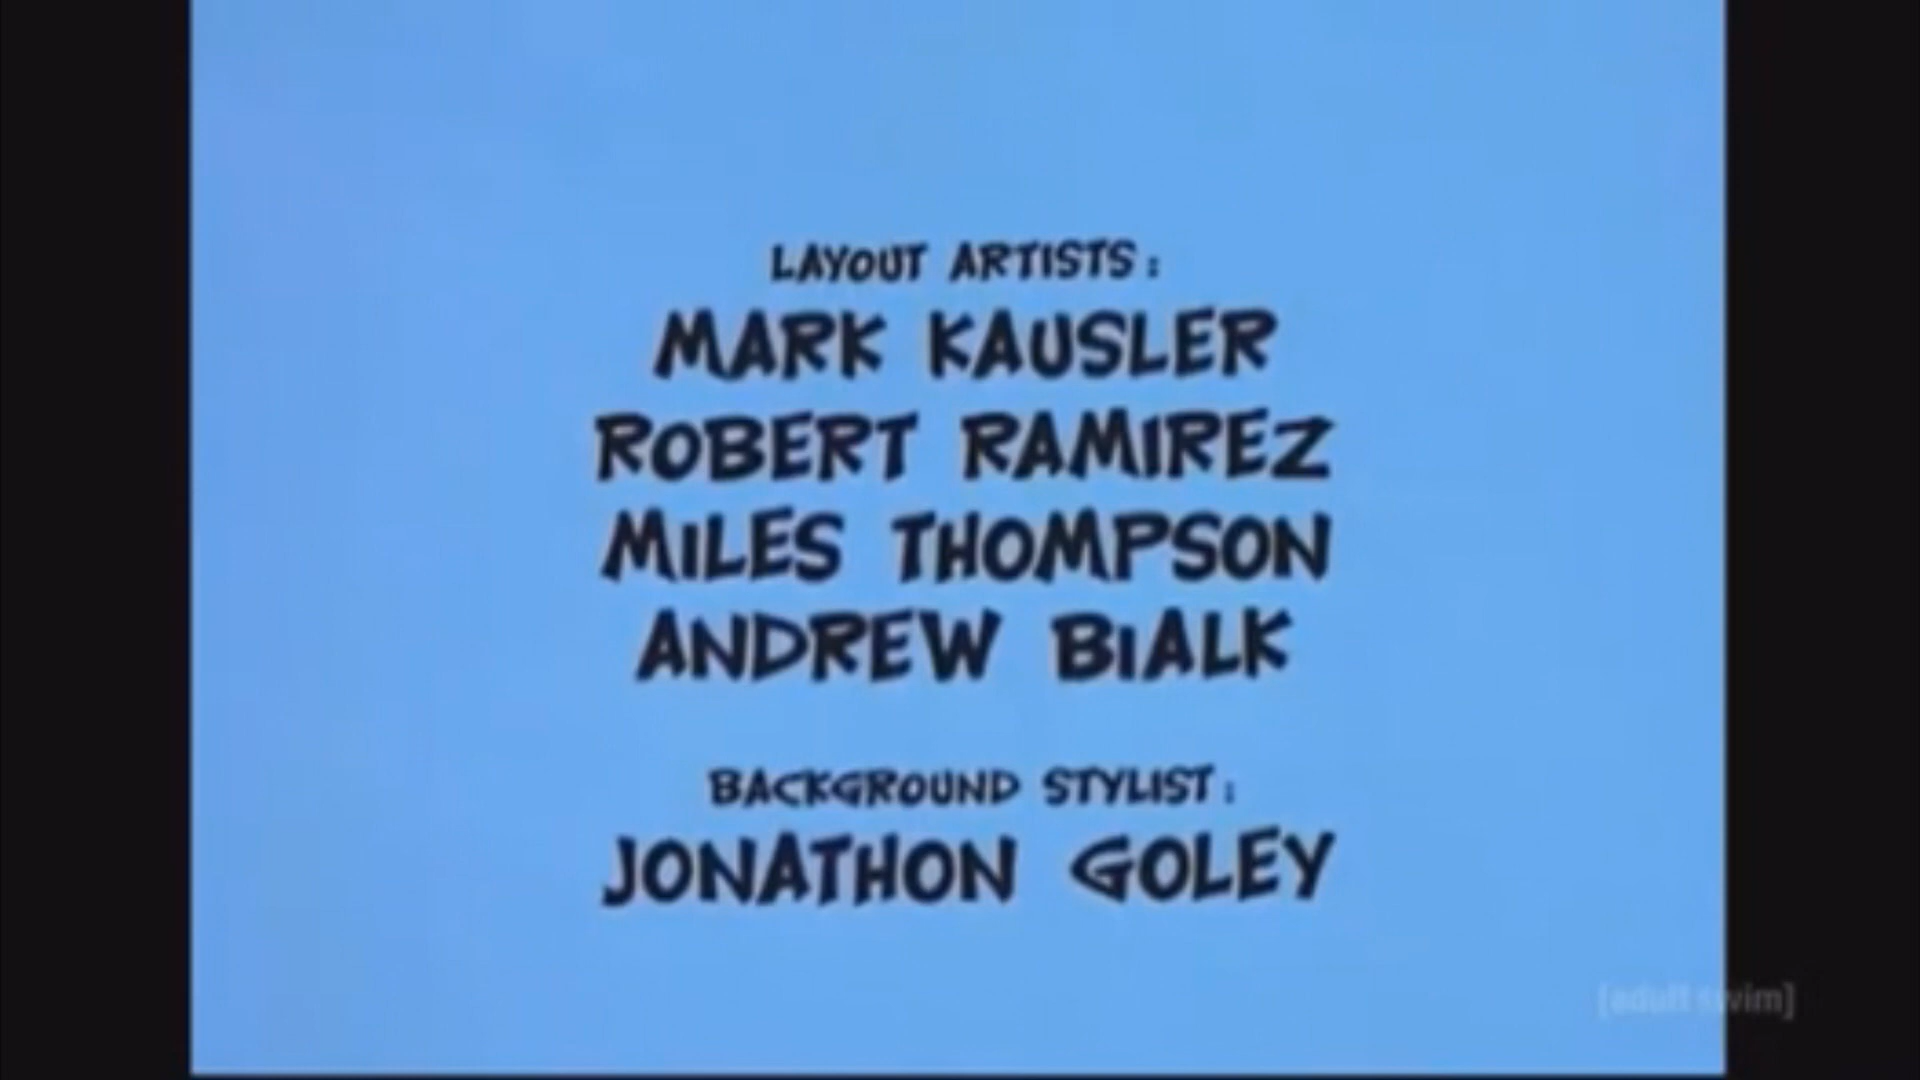 LAYOUT ARTISTS:
MARK KAUSLER
ROBERT RAMIREZ
MILES THOMPSON
ANDREW BIALK
BACKGROUND STYLIST:
JONATHON GOLEY
[adult swim]